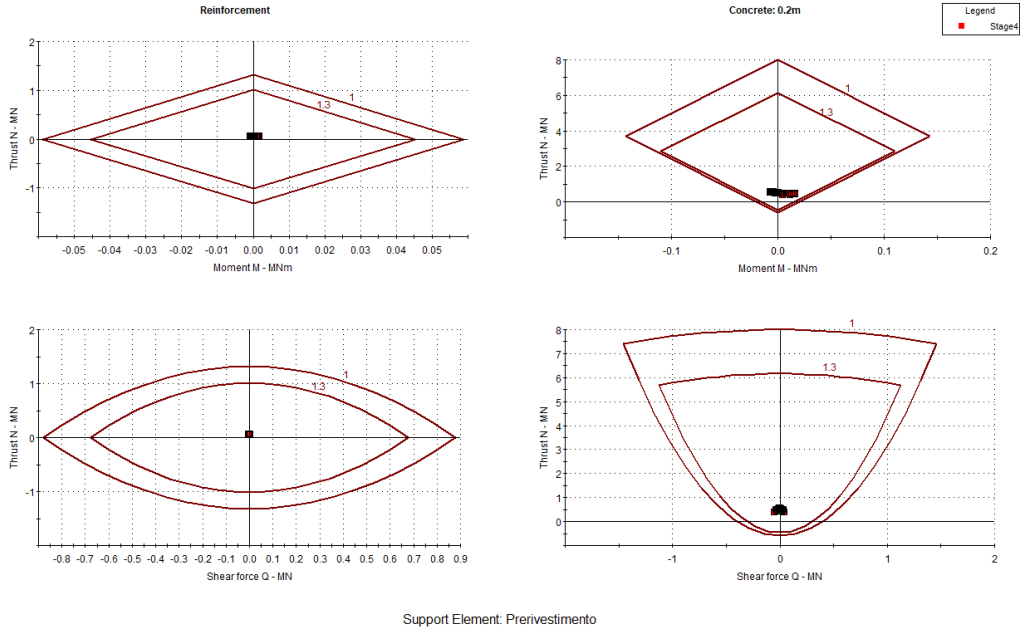 Reinforcement
Concrete: 0.2m
Legend
Stage4
2
1
0
-1
Thrust N - MN
1
1.3
-0.05 -0.04 -0.03 -0.02 -0.01 0.00 0.01 0.02 0.03 0.04 0.05
Moment M - MNm
8
6
4
2
0
Thrust N - MN
1
1.3
-0.1 0.0 0.1 0.2
Moment M - MNm
2
1
0
-1
Thrust N - MN
1
1.3
-0.8 -0.7 -0.6 -0.5 -0.4 -0.3 -0.2 -0.1 0.0 0.1 0.2 0.3 0.4 0.5 0.6 0.7 0.8 0.9
Shear force Q - MN
8
7
6
5
4
3
2
1
0
Thrust N - MN
1
1.3
-1 0 1 2
Shear force Q - MN
Support Element: Prerivestimento